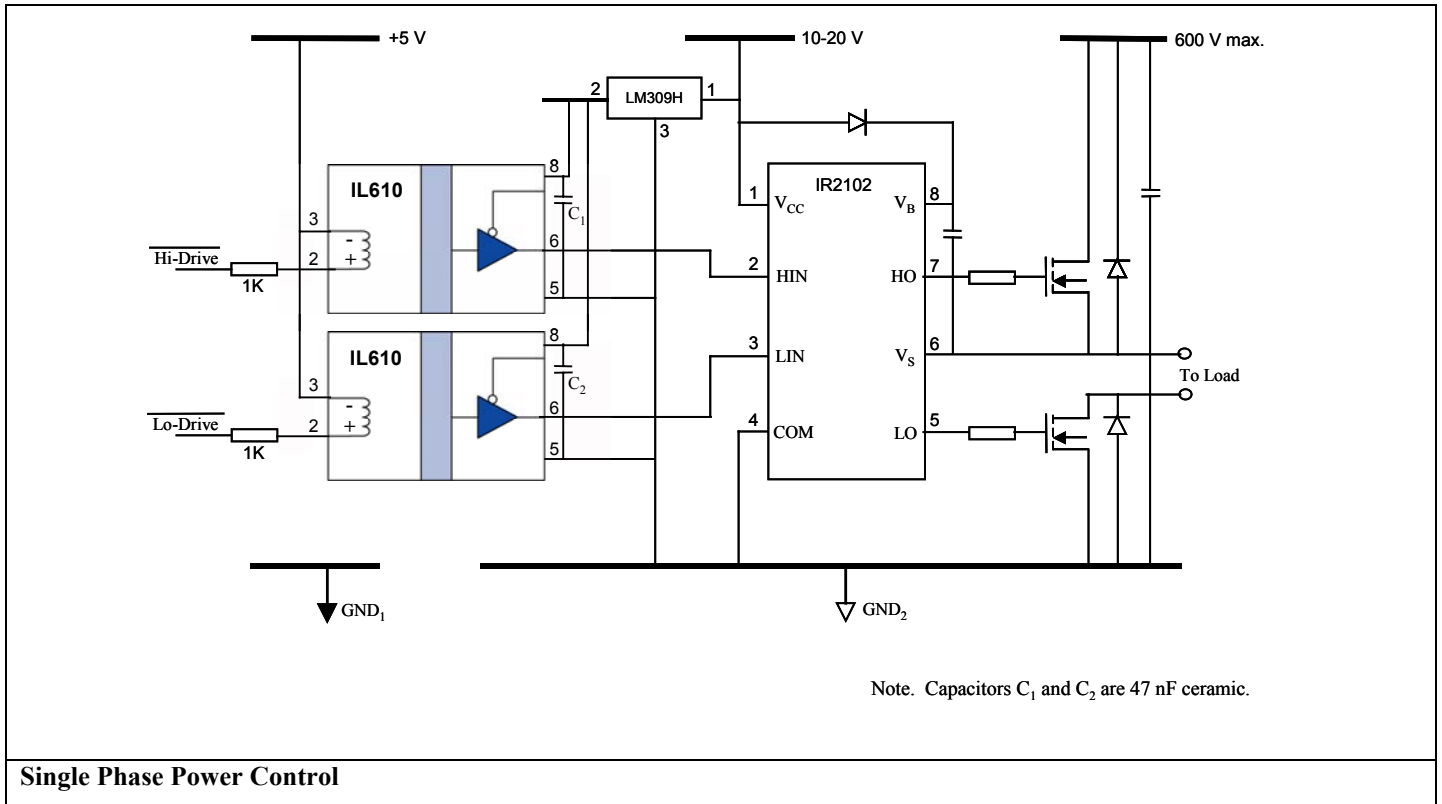 +5 V
10-20 V
600 V max.
2
LM309H
1
3
8
IL610
C1
3
-
+
2
6
5
Hi-Drive
1K
IR2102
1
VCC
VB
8
2
HIN
HO
7
3
LIN
VS
6
To Load
4
COM
LO
5
8
IL610
C2
3
-
+
2
6
5
Lo-Drive
1K
GND1
GND2
Note. Capacitors C1 and C2 are 47 nF ceramic.
Single Phase Power Control